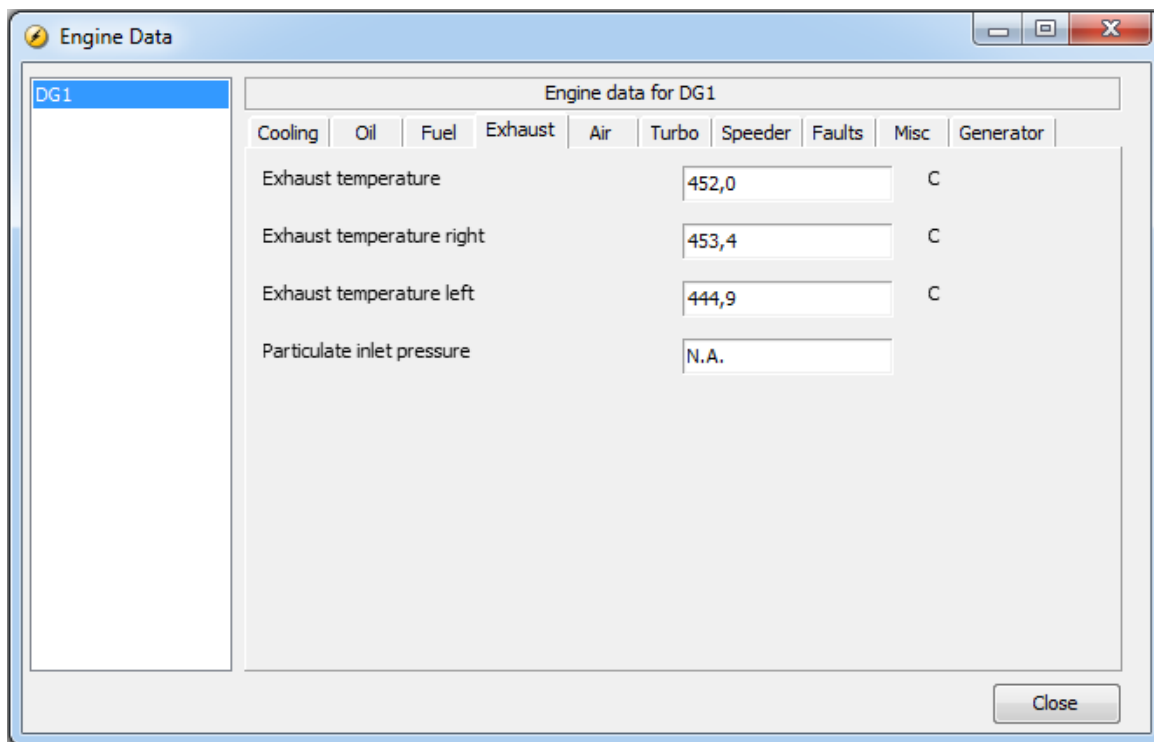 Engine Data
DG1
Engine data for DG1
Cooling Oil Fuel Exhaust Air Turbo Speeder Faults Misc Generator
Exhaust temperature 452,0 C
Exhaust temperature right 453,4 C
Exhaust temperature left 444,9 C
Particulate inlet pressure N.A.
Close